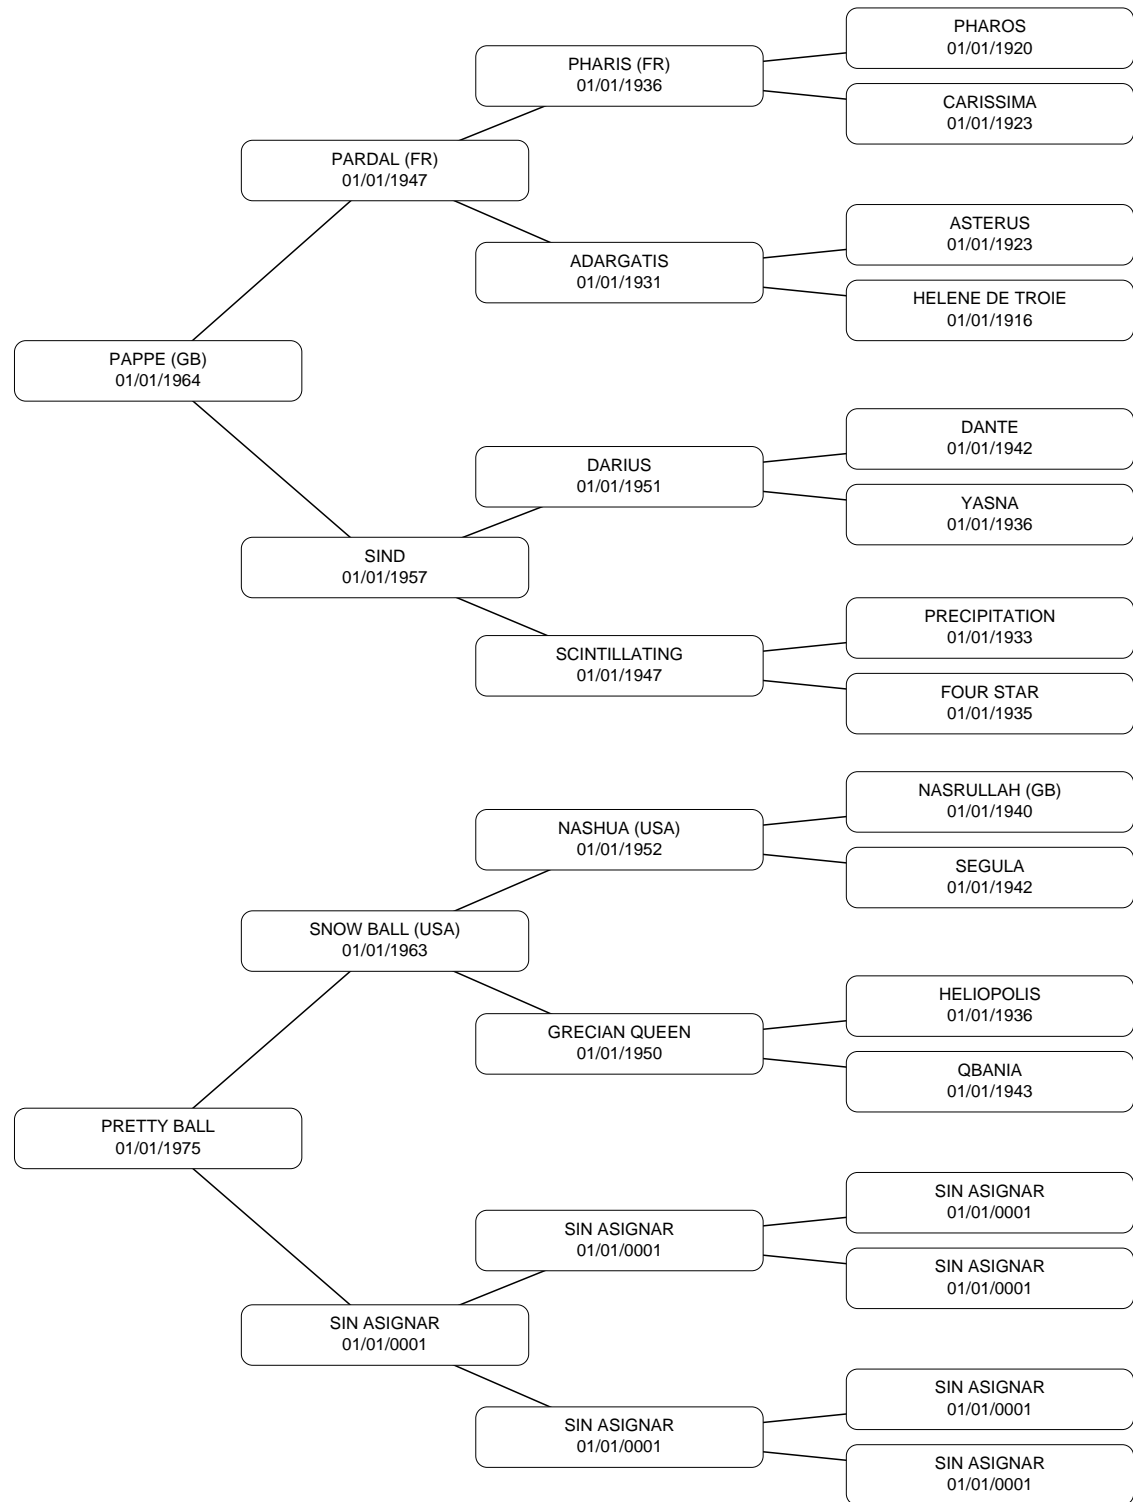 PHAROS
01/01/1920
PHARIS (FR)
01/01/1936
CARISSIMA
01/01/1923
PARDAL (FR)
01/01/1947
ASTERUS
01/01/1923
ADARGATIS
01/01/1931
HELENE DE TROIE
01/01/1916
PAPPE (GB)
01/01/1964
DANTE
01/01/1942
DARIUS
01/01/1951
YASNA
01/01/1936
SIND
01/01/1957
PRECIPITATION
01/01/1933
SCINTILLATING
01/01/1947
FOUR STAR
01/01/1935
NASRULLAH (GB)
01/01/1940
NASHUA (USA)
01/01/1952
SEGULA
01/01/1942
SNOW BALL (USA)
01/01/1963
HELIOPOLIS
01/01/1936
GRECIAN QUEEN
01/01/1950
QBANIA
01/01/1943
PRETTY BALL
01/01/1975
SIN ASIGNAR
01/01/0001
SIN ASIGNAR
01/01/0001
SIN ASIGNAR
01/01/0001
SIN ASIGNAR
01/01/0001
SIN ASIGNAR
01/01/0001
SIN ASIGNAR
01/01/0001
SIN ASIGNAR
01/01/0001